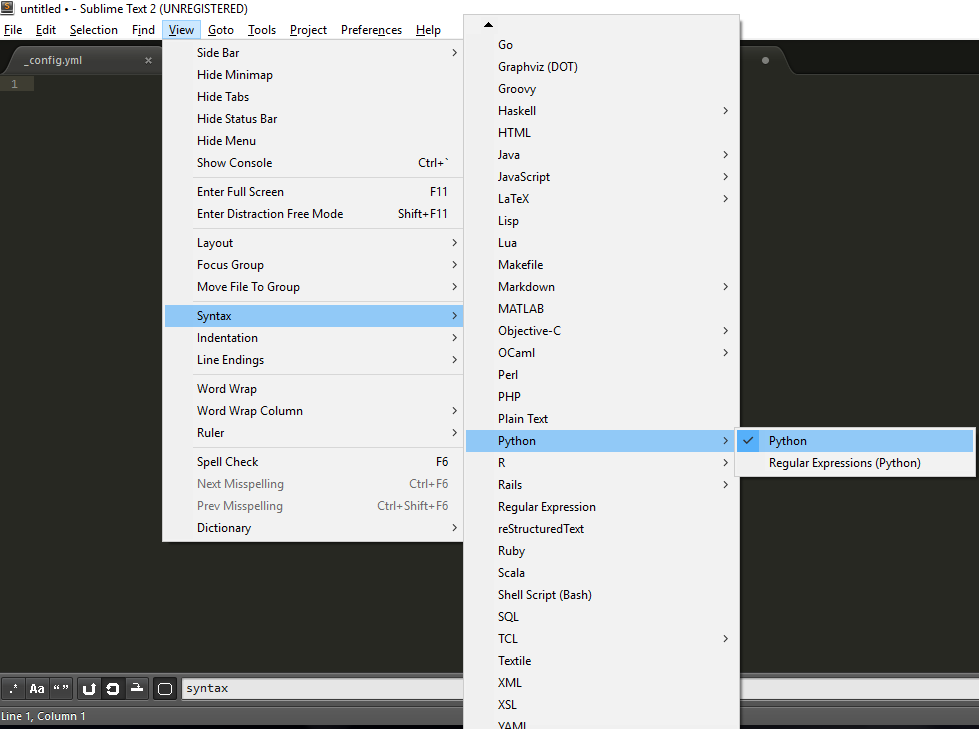 untitled • - Sublime Text 2 (UNREGISTERED)
File Edit Selection Find View Goto Tools Project Preferences Help
_config.yml ×
1
Side Bar
Hide Minimap
Hide Tabs
Hide Status Bar
Hide Menu
Show Console Ctrl+`
Enter Full Screen F11
Enter Distraction Free Mode Shift+F11
Layout
Focus Group
Move File To Group
Syntax
Indentation
Line Endings
Word Wrap
Word Wrap Column
Ruler
Spell Check F6
Next Misspelling Ctrl+F6
Prev Misspelling Ctrl+Shift+F6
Dictionary
Go
Graphviz (DOT)
Groovy
Haskell
HTML
Java
JavaScript
LaTeX
Lisp
Lua
Makefile
Markdown
MATLAB
Objective-C
OCaml
Perl
PHP
Plain Text
Python
R
Rails
Regular Expression
reStructuredText
Ruby
Scala
Shell Script (Bash)
SQL
TCL
Textile
XML
XSL
YAML
Python
Regular Expressions (Python)
.* Aa “ ” syntax
Line 1, Column 1